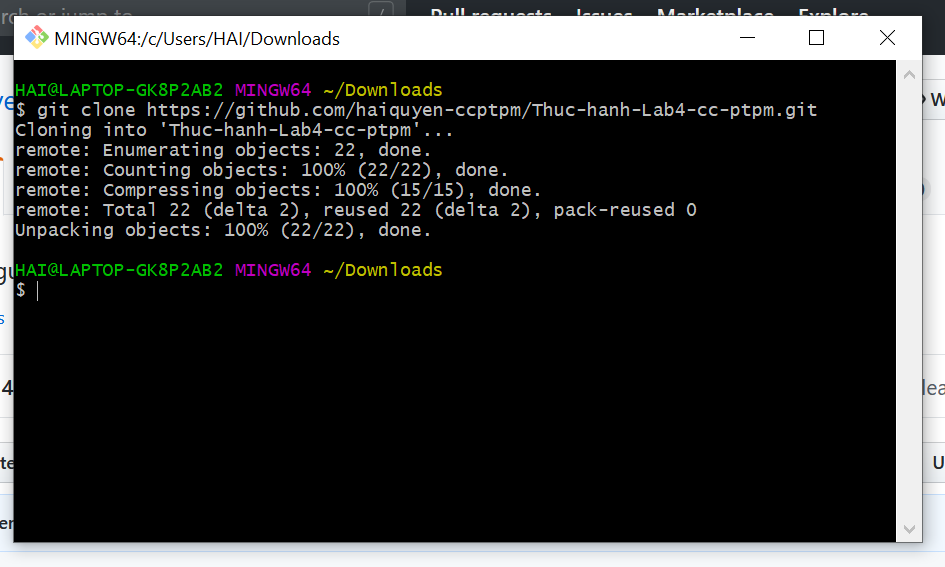 Pull requests Issues Marketplace Explore
MINGW64:/c/Users/HAI/Downloads
HAI@LAPTOP-GK8P2AB2 MINGW64 ~/Downloads
$ git clone https://github.com/haiquyen-ccptpm/Thuc-hanh-Lab4-cc-ptpm.git
Cloning into 'Thuc-hanh-Lab4-cc-ptpm'...
remote: Enumerating objects: 22, done.
remote: Counting objects: 100% (22/22), done.
remote: Compressing objects: 100% (15/15), done.
remote: Total 22 (delta 2), reused 22 (delta 2), pack-reused 0
Unpacking objects: 100% (22/22), done.
HAI@LAPTOP-GK8P2AB2 MINGW64 ~/Downloads
$